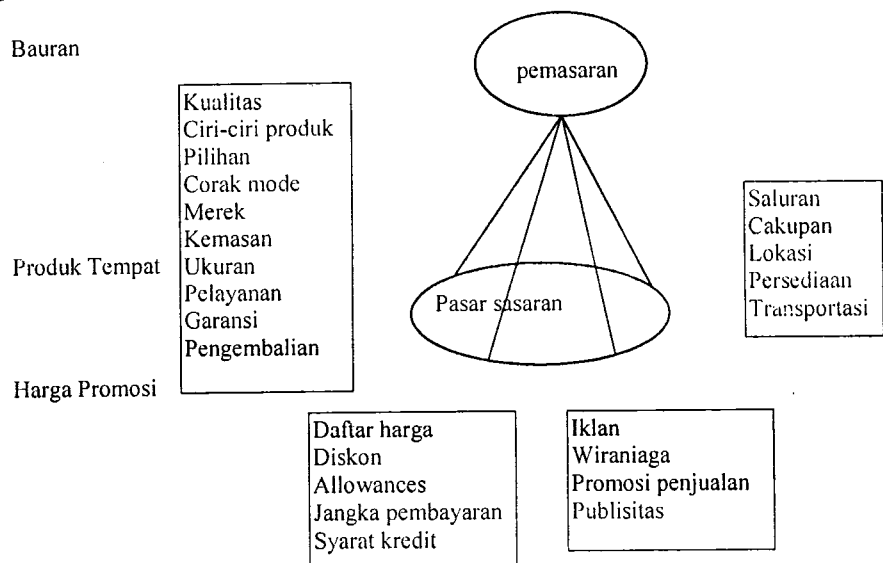 Bauran
pemasaran
Kualitas
Ciri-ciri produk
Pilihan
Corak mode
Merek
Kemasan
Ukuran
Pelayanan
Garansi
Pengembalian
Produk Tempat
Pasar sasaran
Saluran
Cakupan
Lokasi
Persediaan
Transportasi
Harga Promosi
Daftar harga
Diskon
Allowances
Jangka pembayaran
Syarat kredit
Iklan
Wiraniaga
Promosi penjualan
Publisitas